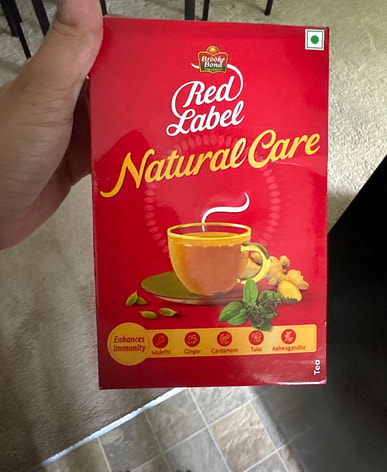 Brooke
Bond
Red
Label
Natural Care
Enhances
Immunity
Mulethi
Ginger
Cardamom
Tulsi
Ashwagandha
Tea